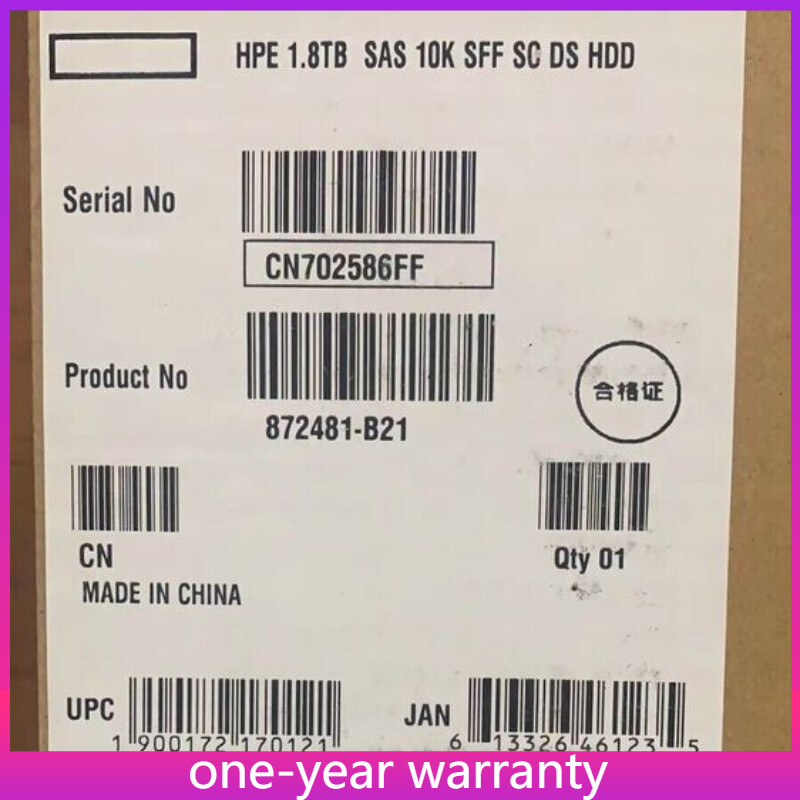 HPE 1.8TB SAS 10K SFF SC DS HDD
Serial No
CN702586FF
Product No
872481-B21
合格证
CN
Qty 01
MADE IN CHINA
UPC
1 900172 170121
JAN
6 13326 46123 5
one-year warranty